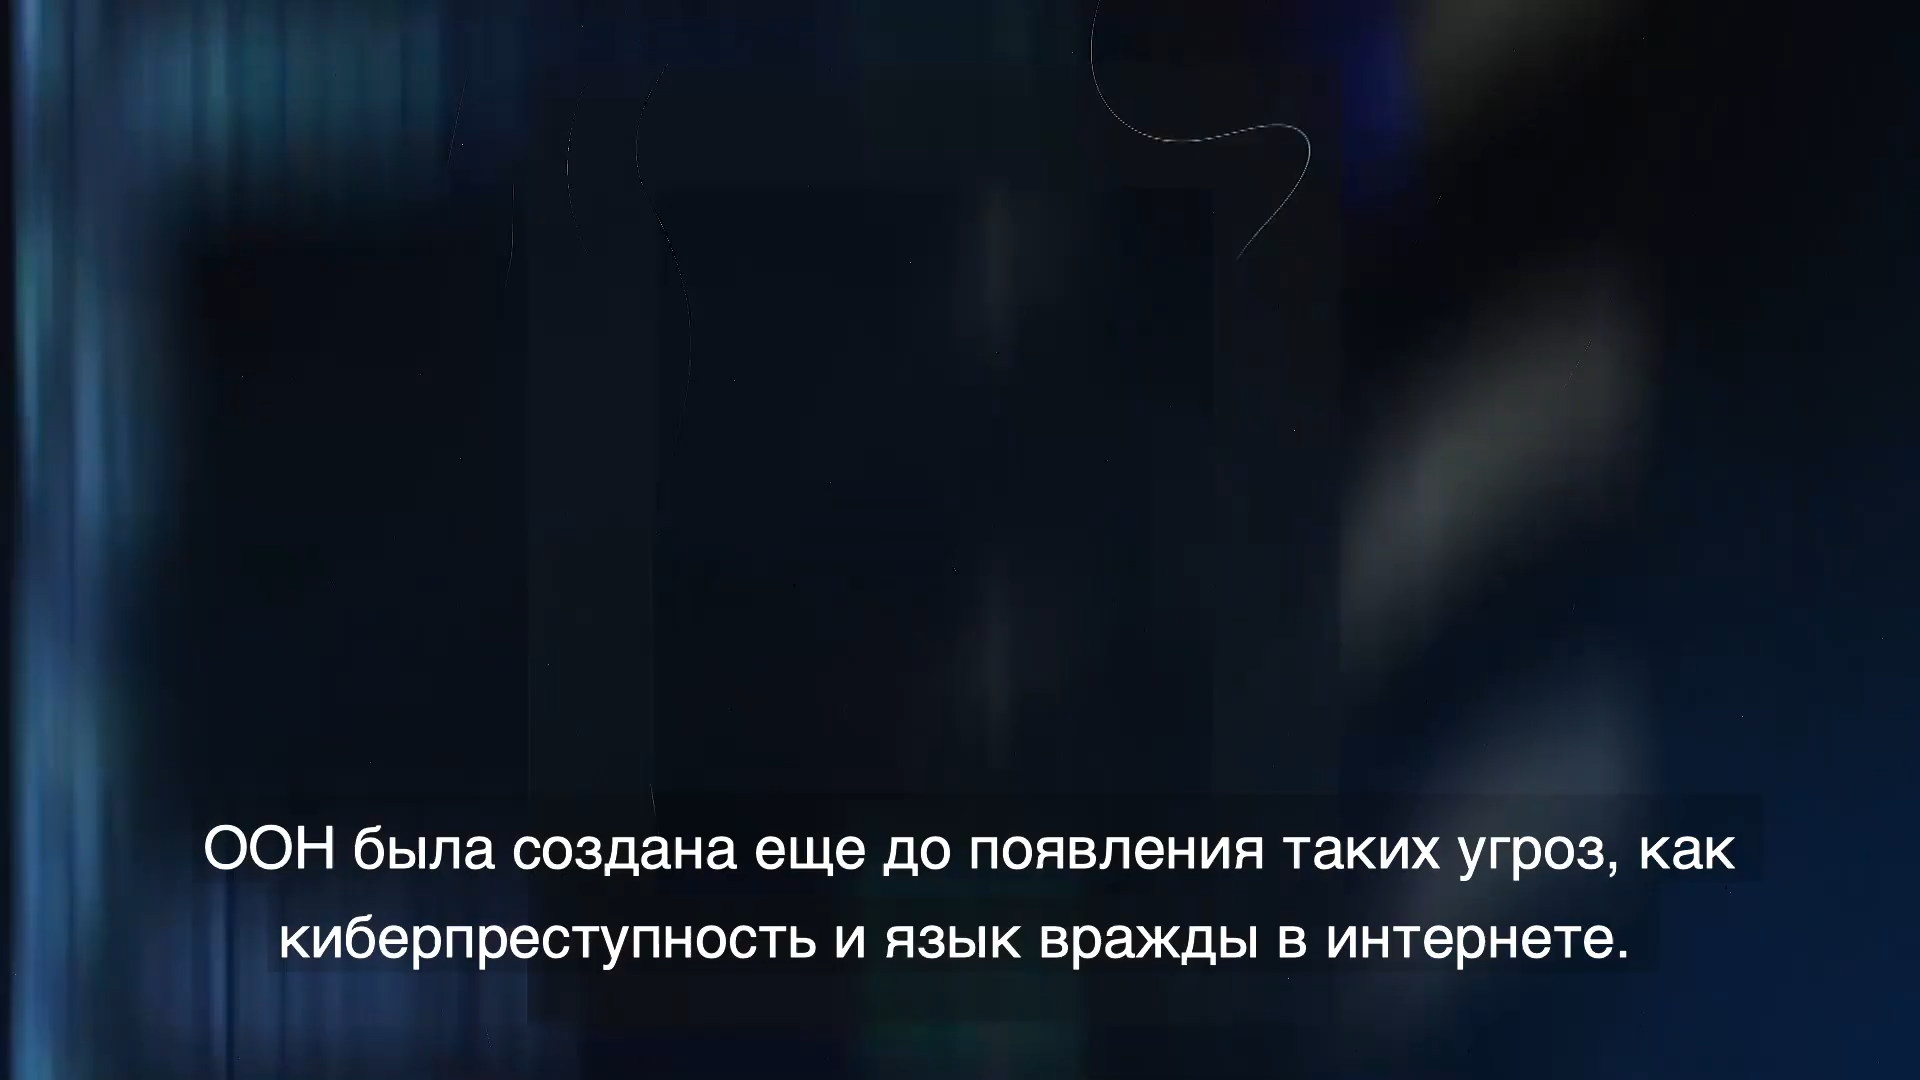 ООН была создана еще до появления таких угроз, как
киберпреступность и язык вражды в интернете.